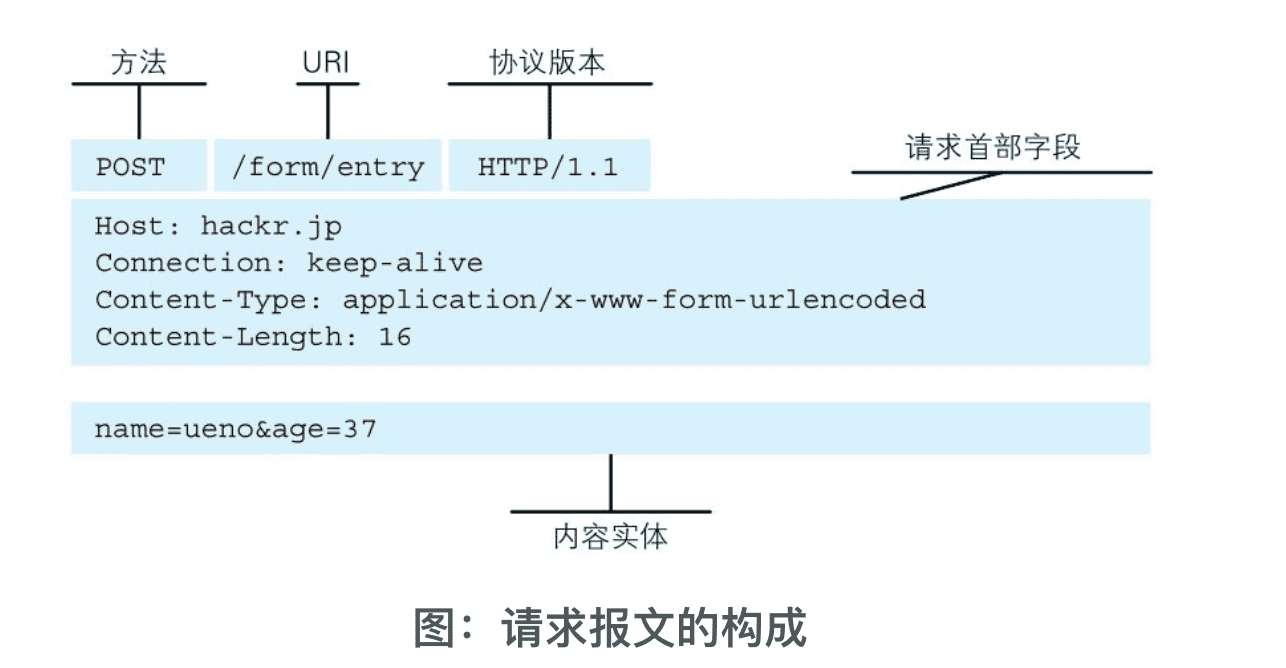 方法 URI 协议版本
请求首部字段
POST /form/entry HTTP/1.1
Host: hackr.jp
Connection: keep-alive
Content-Type: application/x-www-form-urlencoded
Content-Length: 16
name=ueno&age=37
内容实体
图：请求报文的构成